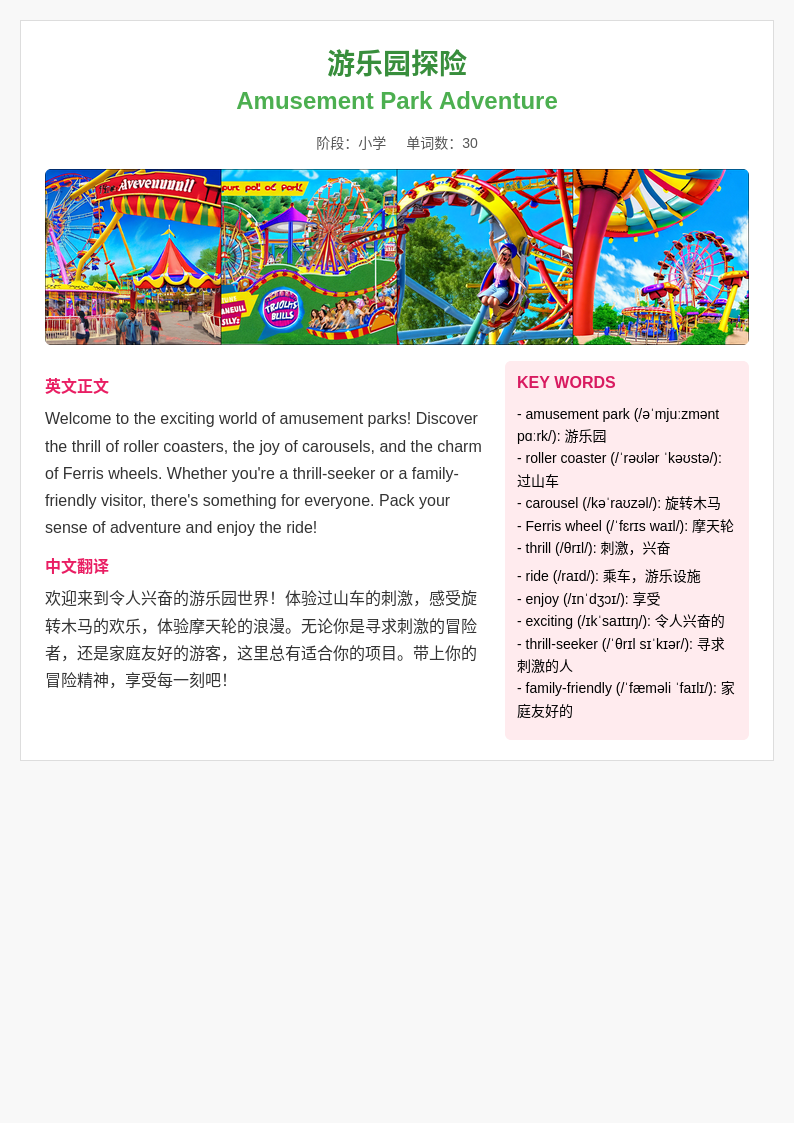 游乐园探险
Amusement Park Adventure
阶段：小学 单词数：30
英文正文
Welcome to the exciting world of amusement parks! Discover
the thrill of roller coasters, the joy of carousels, and the charm
of Ferris wheels. Whether you're a thrill-seeker or a family-
friendly visitor, there's something for everyone. Pack your
sense of adventure and enjoy the ride!
中文翻译
欢迎来到令人兴奋的游乐园世界！体验过山车的刺激，感受旋
转木马的欢乐，体验摩天轮的浪漫。无论你是寻求刺激的冒险
者，还是家庭友好的游客，这里总有适合你的项目。带上你的
冒险精神，享受每一刻吧！
KEY WORDS
- amusement park (/əˈmjuːzmənt
pɑːrk/): 游乐园
- roller coaster (/ˈrəʊlər ˈkəʊstə/):
过山车
- carousel (/kəˈraʊzəl/): 旋转木马
- Ferris wheel (/ˈfɛrɪs waɪl/): 摩天轮
- thrill (/θrɪl/): 刺激，兴奋
- ride (/raɪd/): 乘车，游乐设施
- enjoy (/ɪnˈdʒɔɪ/): 享受
- exciting (/ɪkˈsaɪtɪŋ/): 令人兴奋的
- thrill-seeker (/ˈθrɪl sɪˈkɪər/): 寻求
刺激的人
- family-friendly (/ˈfæməli ˈfaɪlɪ/): 家
庭友好的